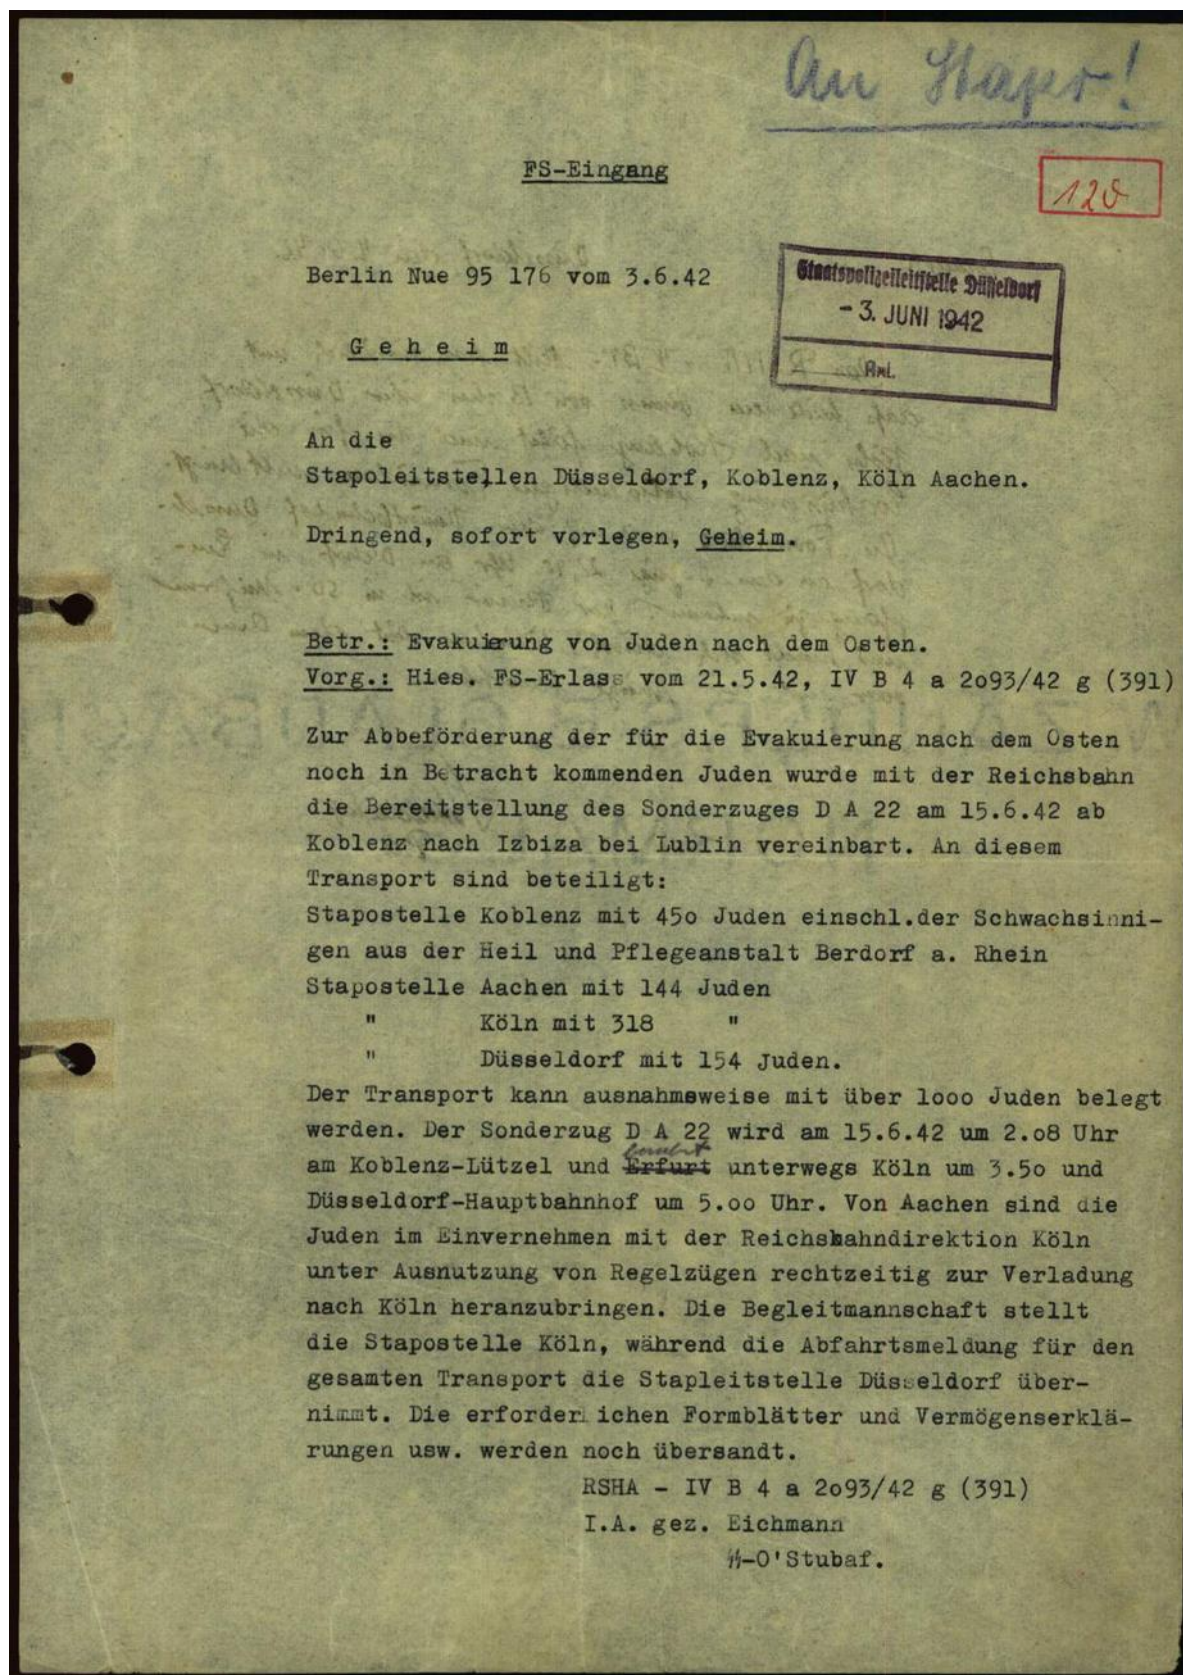 An Stapo!
FS-Eingang
120
Berlin Nue 95 176 vom 3.6.42
Staatspolizeileitstelle Düsseldorf
- 3. JUNI 1942
Anl.
Geheim
An die
Stapoleitstellen Düsseldorf, Koblenz, Köln Aachen.
Dringend, sofort vorlegen, Geheim.
Betr.: Evakuierung von Juden nach dem Osten.
Vorg.: Hies. FS-Erlass vom 21.5.42, IV B 4 a 2o93/42 g (391)
Zur Abbeförderung der für die Evakuierung nach dem Osten
noch in Betracht kommenden Juden wurde mit der Reichsbahn
die Bereitstellung des Sonderzuges D A 22 am 15.6.42 ab
Koblenz nach Izbiza bei Lublin vereinbart. An diesem
Transport sind beteiligt:
Stapostelle Koblenz mit 45o Juden einschl.der Schwachsinni-
gen aus der Heil und Pflegeanstalt Berdorf a. Rhein
Stapostelle Aachen mit 144 Juden
" Köln mit 318 "
" Düsseldorf mit 154 Juden.
Der Transport kann ausnahmsweise mit über 1ooo Juden belegt
werden. Der Sonderzug D A 22 wird am 15.6.42 um 2.o8 Uhr
am Koblenz-Lützel und Erfurt unterwegs Köln um 3.5o und
Düsseldorf-Hauptbahnhof um 5.oo Uhr. Von Aachen sind die
Juden im Einvernehmen mit der Reichsbahndirektion Köln
unter Ausnutzung von Regelzügen rechtzeitig zur Verladung
nach Köln heranzubringen. Die Begleitmannschaft stellt
die Stapostelle Köln, während die Abfahrtsmeldung für den
gesamten Transport die Stapleitstelle Düsseldorf über-
nimmt. Die erforderlichen Formblätter und Vermögenserklä-
rungen usw. werden noch übersandt.
RSHA - IV B 4 a 2o93/42 g (391)
I.A. gez. Eichmann
SS-O'Stubaf.